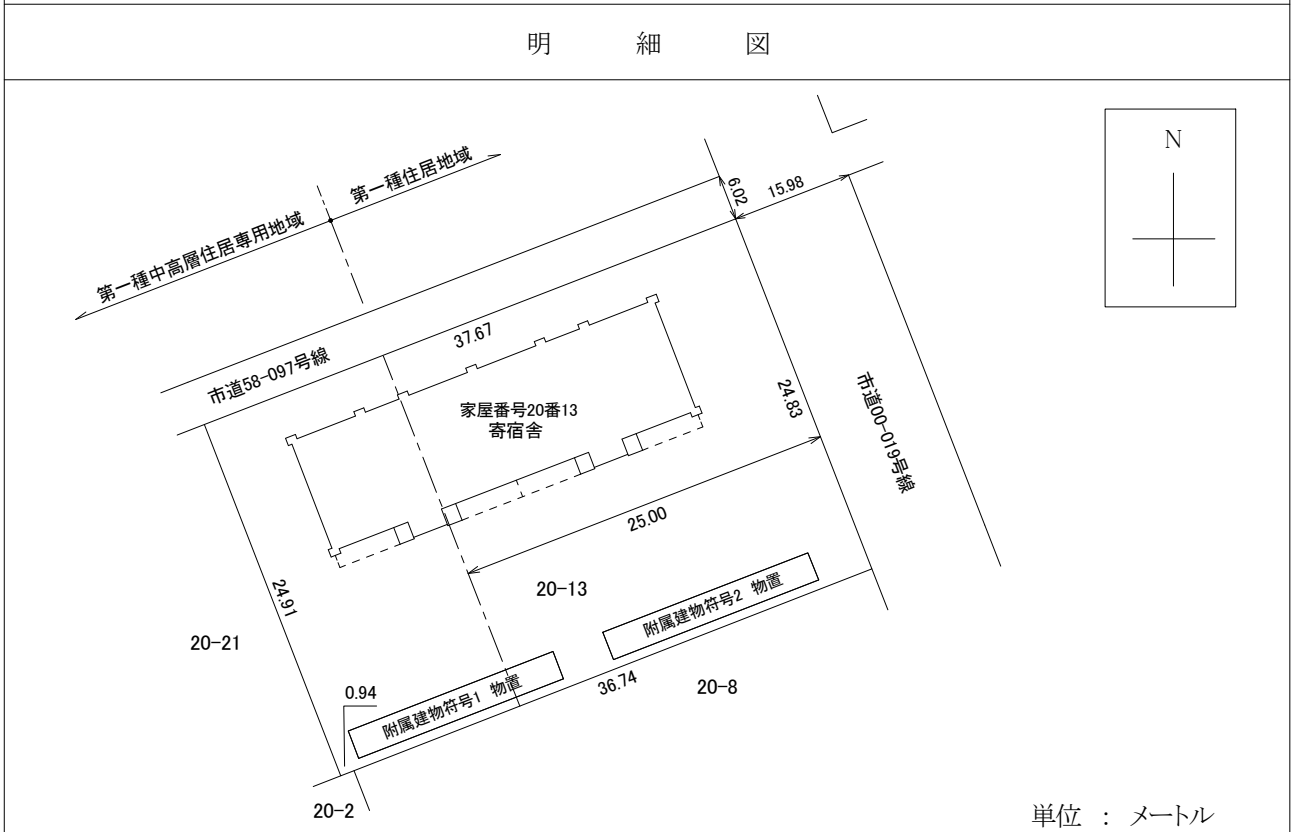 明 細 図
N
第一種住居地域
第一種中高層住居専用地域
6.02
15.98
37.67
市道58-097号線
家屋番号20番13
寄宿舎
24.83
市道00-019号線
25.00
24.91
20-13
附属建物符号2 物置
20-21
0.94
附属建物符号1 物置
36.74
20-8
20-2
単位 : メートル